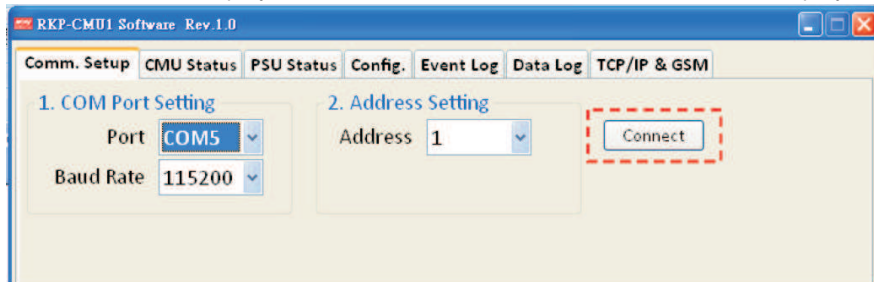 RKP-CMU1 Software Rev.1.0
Comm. Setup CMU Status PSU Status Config. Event Log Data Log TCP/IP & GSM
1. COM Port Setting 2. Address Setting
Port COM5 Address 1 Connect
Baud Rate 115200